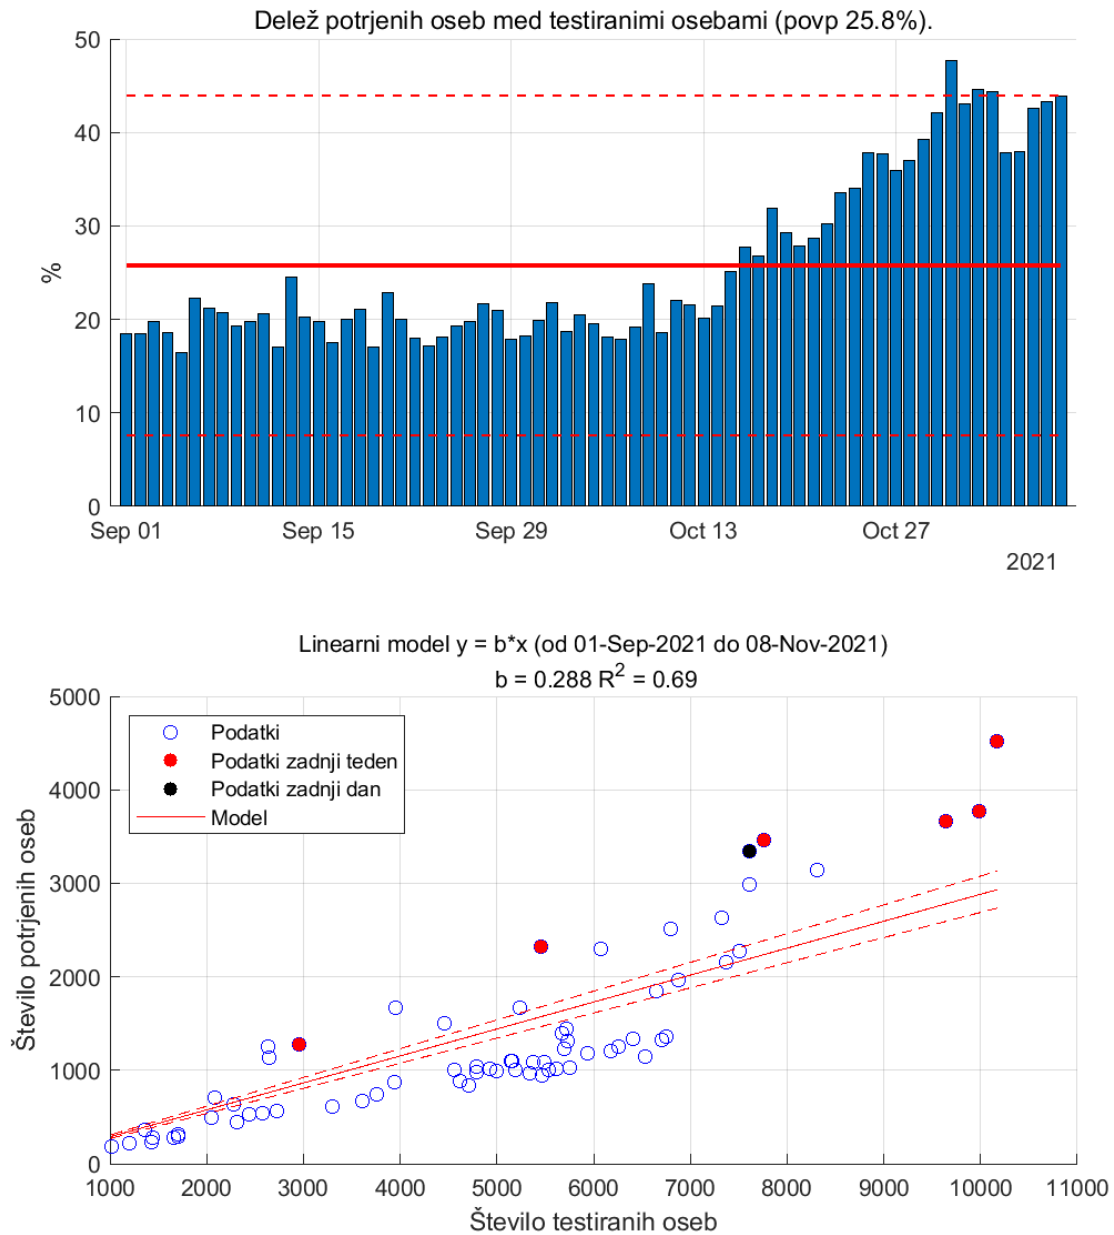 Delež potrjenih oseb med testiranimi osebami (povp 25.8%).
50
40
30
20
10
0
%
Sep 01 Sep 15 Sep 29 Oct 13 Oct 27
2021
Linearni model y = b*x (od 01-Sep-2021 do 08-Nov-2021)
b = 0.288 R² = 0.69
5000
4000
3000
2000
1000
0
Število potrjenih oseb
Podatki
Podatki zadnji teden
Podatki zadnji dan
Model
1000 2000 3000 4000 5000 6000 7000 8000 9000 10000 11000
Število testiranih oseb